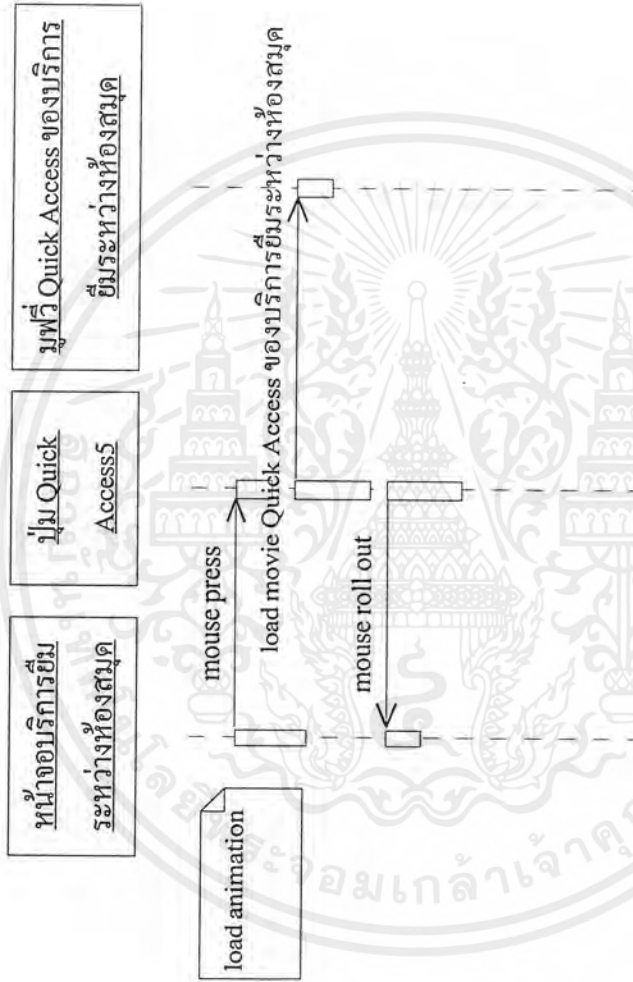 หน้าจอบริการยืม
ระหว่างห้องสมุด
ปุ่ม Quick
Access5
มูฟวี่ Quick Access ของบริการ
ยืมระหว่างห้องสมุด
load animation
mouse press
load movie Quick Access ของบริการยืมระหว่างห้องสมุด
mouse roll out